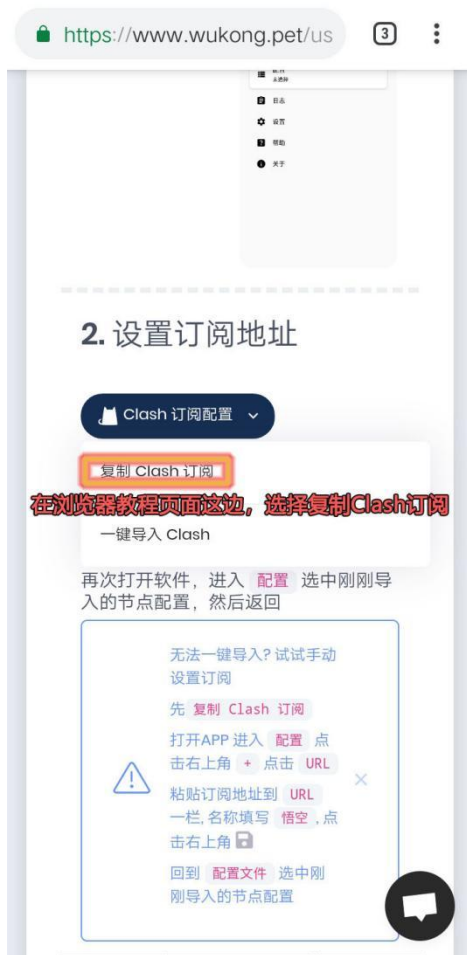 https://www.wukong.pet/us
3
配置
未选择
日志
设置
帮助
关于
2. 设置订阅地址
Clash 订阅配置
复制 Clash 订阅
在浏览器教程页面这边，选择复制Clash订阅
一键导入 Clash
再次打开软件，进入 配置 选中刚刚导
入的节点配置，然后返回
无法一键导入? 试试手动
设置订阅
先 复制 Clash 订阅
打开APP 进入 配置 点
击右上角 + 点击 URL
粘贴订阅地址到 URL
一栏, 名称填写 悟空 , 点
击右上角
回到 配置文件 选中刚
刚导入的节点配置